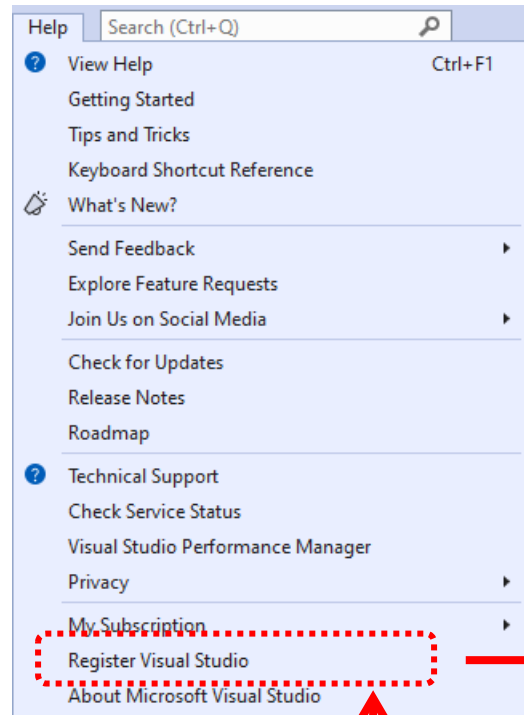 Help Search (Ctrl+Q)
View Help Ctrl+F1
Getting Started
Tips and Tricks
Keyboard Shortcut Reference
What's New?
Send Feedback
Explore Feature Requests
Join Us on Social Media
Check for Updates
Release Notes
Roadmap
Technical Support
Check Service Status
Visual Studio Performance Manager
Privacy
My Subscription
Register Visual Studio
About Microsoft Visual Studio